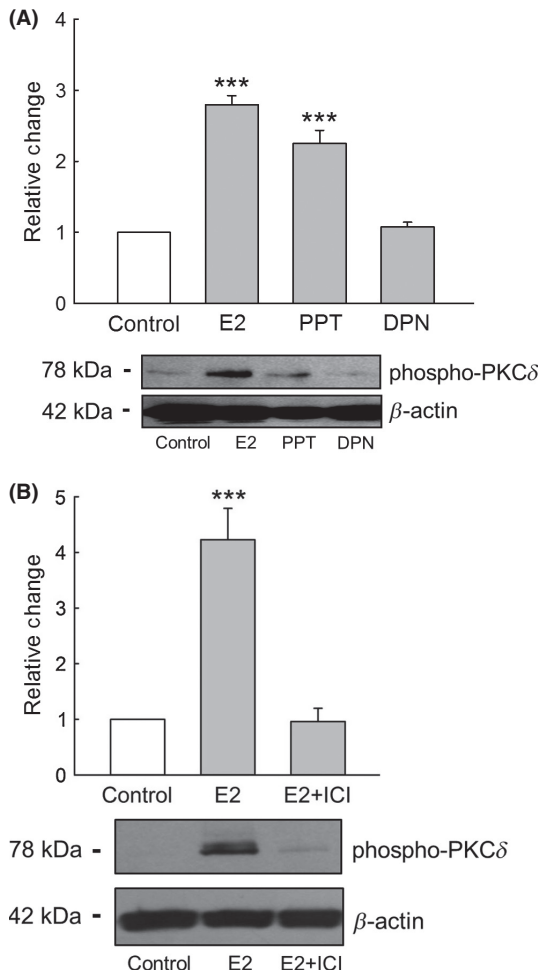 (A)
4
3
2
1
0
Relative change
***
***
Control E2 PPT DPN
78 kDa - phospho-PKCδ
42 kDa - β-actin
Control E2 PPT DPN
(B)
5
4
3
2
1
0
Relative change
***
Control E2 E2+ICI
78 kDa - phospho-PKCδ
42 kDa - β-actin
Control E2 E2+ICI